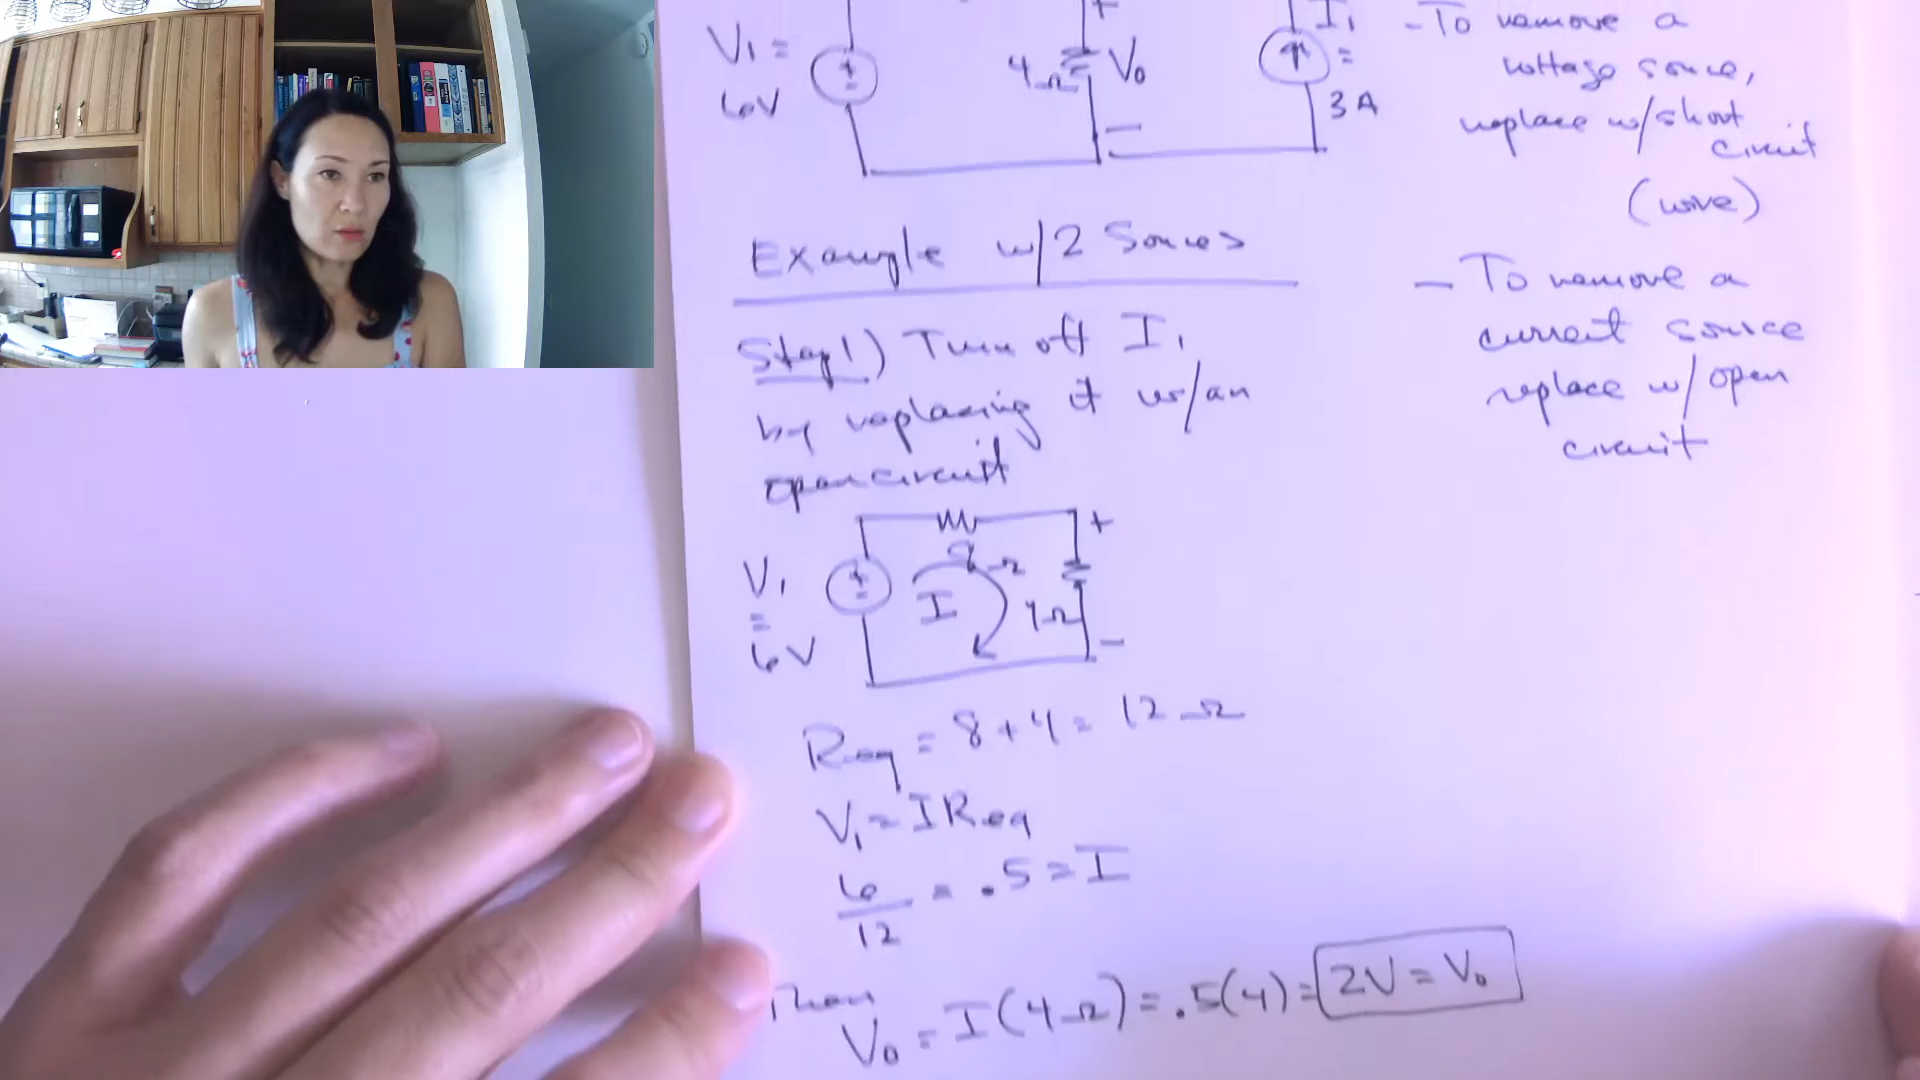 V1 =
6V
4Ω
+
V0
I1
=
3A
Example w/2 Sources
Step 1) Turn off I1
by replacing it w/an
open circuit
V1
=
6V
8Ω
I
4Ω
+
-
Req = 8+4 = 12Ω
V1 = I Req
6/12 = .5 = I
Then
V0 = I(4Ω) = .5(4) = 2V = V0
- To remove a
voltage source,
replace w/short
circuit
(wire)
- To remove a
current source
replace w/open
circuit